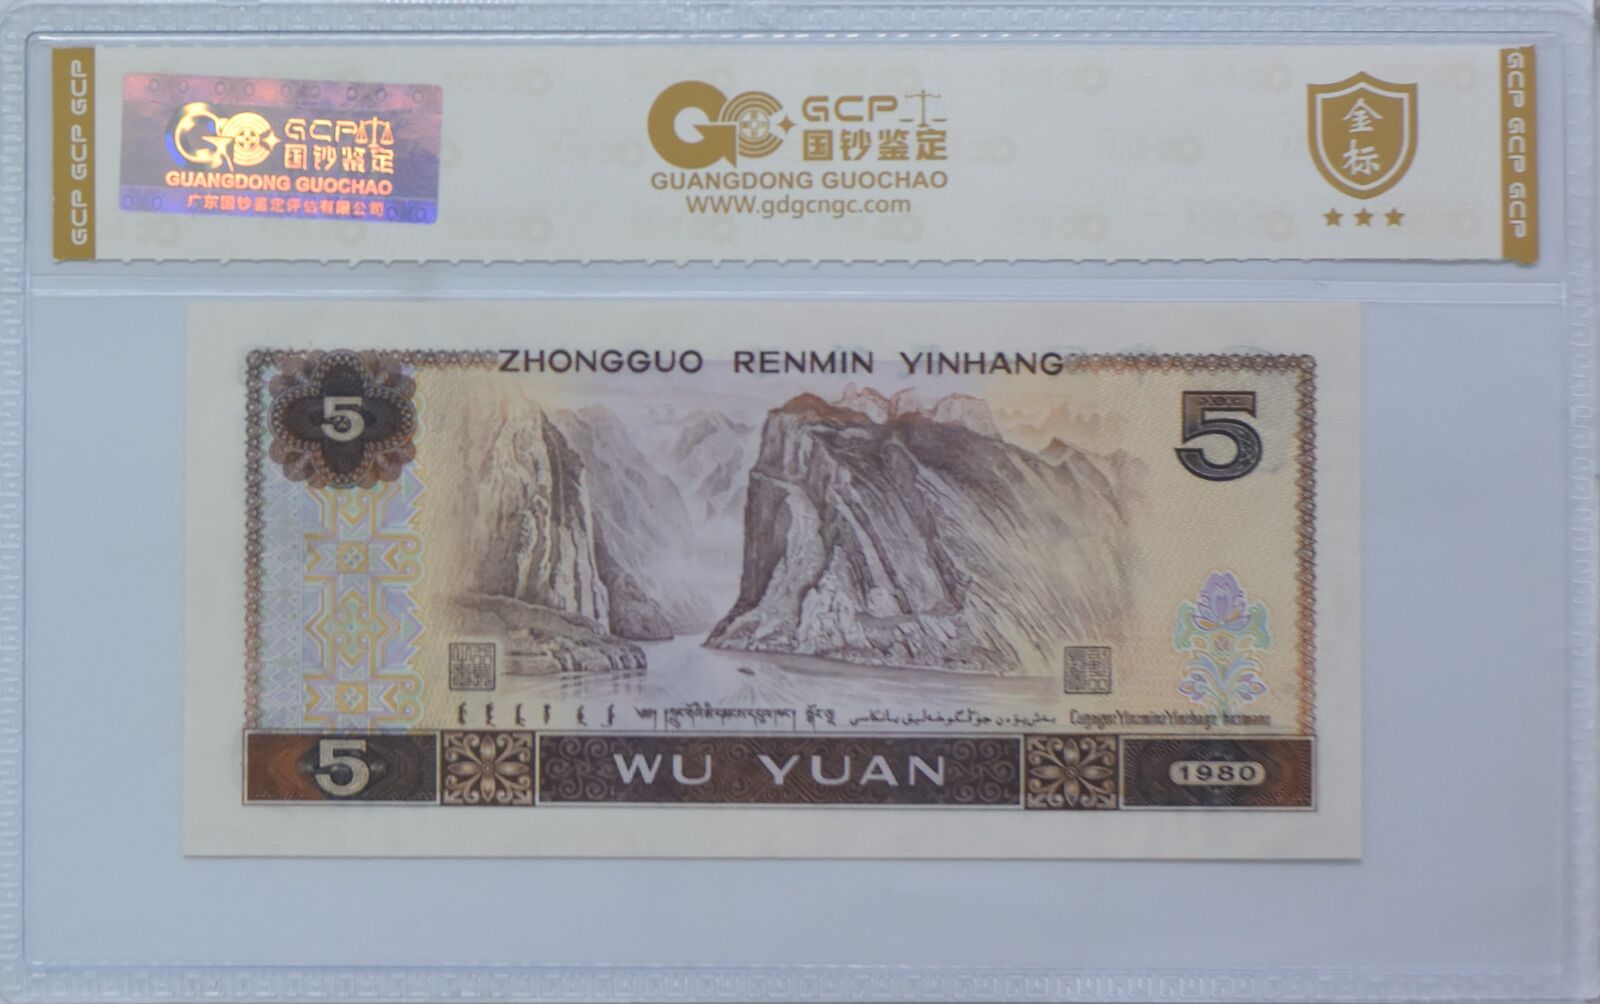 GCP GCP GCP
GCP
国钞鉴定
GUANGDONG GUOCHAO
广东国钞鉴定评估有限公司
GCP
国钞鉴定
GUANGDONG GUOCHAO
WWW.gdgcngc.com
金标
GCP GCP GCP
ZHONGGUO RENMIN YINHANG
5
5
5
WU YUAN
1980